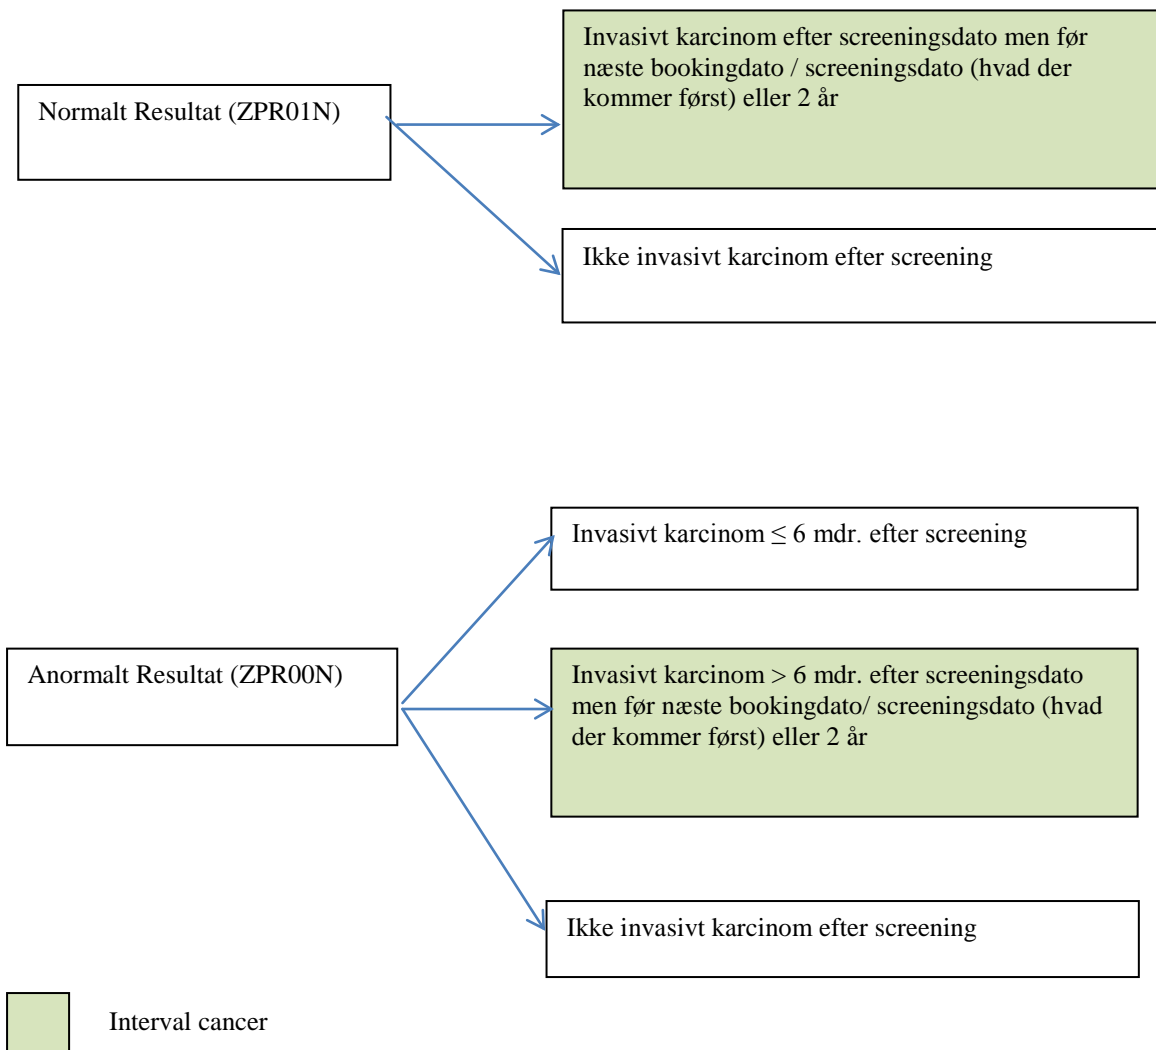 Normalt Resultat (ZPR01N)
Invasivt karcinom efter screeningsdato men før
næste bookingdato / screeningsdato (hvad der
kommer først) eller 2 år
Ikke invasivt karcinom efter screening
Anormalt Resultat (ZPR00N)
Invasivt karcinom ≤ 6 mdr. efter screening
Invasivt karcinom > 6 mdr. efter screeningsdato
men før næste bookingdato/ screeningsdato (hvad
der kommer først) eller 2 år
Ikke invasivt karcinom efter screening
Interval cancer